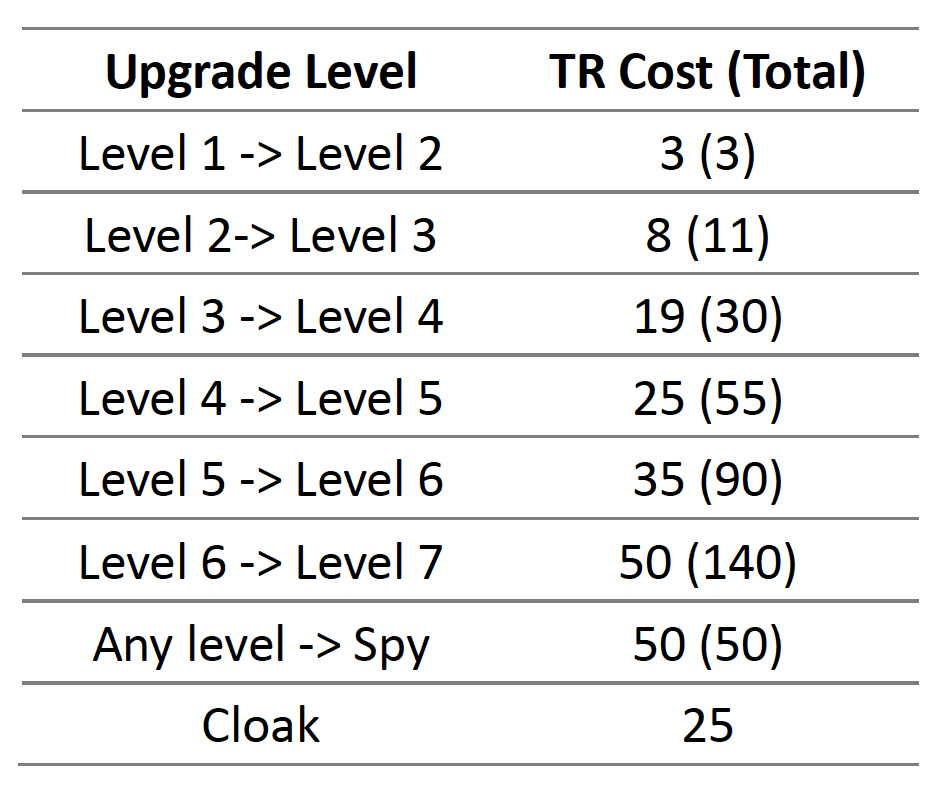 Upgrade Level TR Cost (Total)
Level 1 -> Level 2 3 (3)
Level 2-> Level 3 8 (11)
Level 3 -> Level 4 19 (30)
Level 4 -> Level 5 25 (55)
Level 5 -> Level 6 35 (90)
Level 6 -> Level 7 50 (140)
Any level -> Spy 50 (50)
Cloak 25